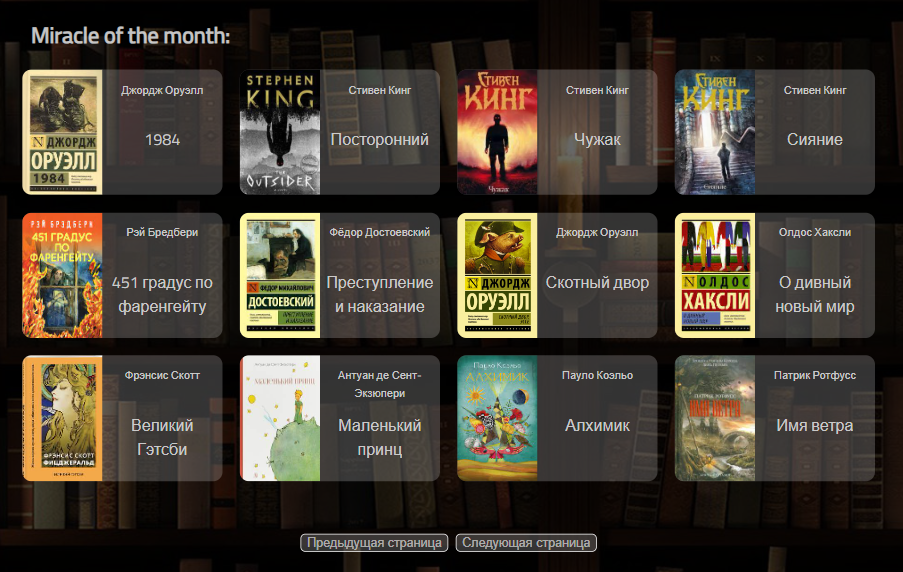 Miracle of the month:
N ДЖОРДЖ
ОРУЭЛЛ
1984
Джордж Оруэлл
1984
STEPHEN
KING
THE
OUTSIDER
Стивен Кинг
Посторонний
Стивен
КИНГ
Чужак
Стивен Кинг
Чужак
Стивен
КИНГ
Сияние
Стивен Кинг
Сияние
РЭЙ БРЭДБЕРИ
451 ГРАДУС
ПО
ФАРЕНГЕЙТУ
Рэй Бредбери
451 градус по
фаренгейту
ФЕДОР МИХАЙЛОВИЧ
ДОСТОЕВСКИЙ
ПРЕСТУПЛЕНИЕ
И НАКАЗАНИЕ
Фёдор Достоевский
Преступление
и наказание
N ДЖОРДЖ
ОРУЭЛЛ
СКОТНЫЙ ДВОР
Джордж Оруэлл
Скотный двор
N ОЛДОС
ХАКСЛИ
Олдос Хаксли
О дивный
новый мир
ФРЭНСИС СКОТТ
ФИЦДЖЕРАЛЬД
Фрэнсис Скотт
Великий
Гэтсби
МАЛЕНЬКИЙ ПРИНЦ
Антуан де Сент-
Экзюпери
Маленький
принц
Пауло Коэльо
АЛХИМИК
Пауло Коэльо
Алхимик
ИМЯ ВЕТРА
Патрик Ротфусс
Имя ветра
Предыдущая страница
Следующая страница